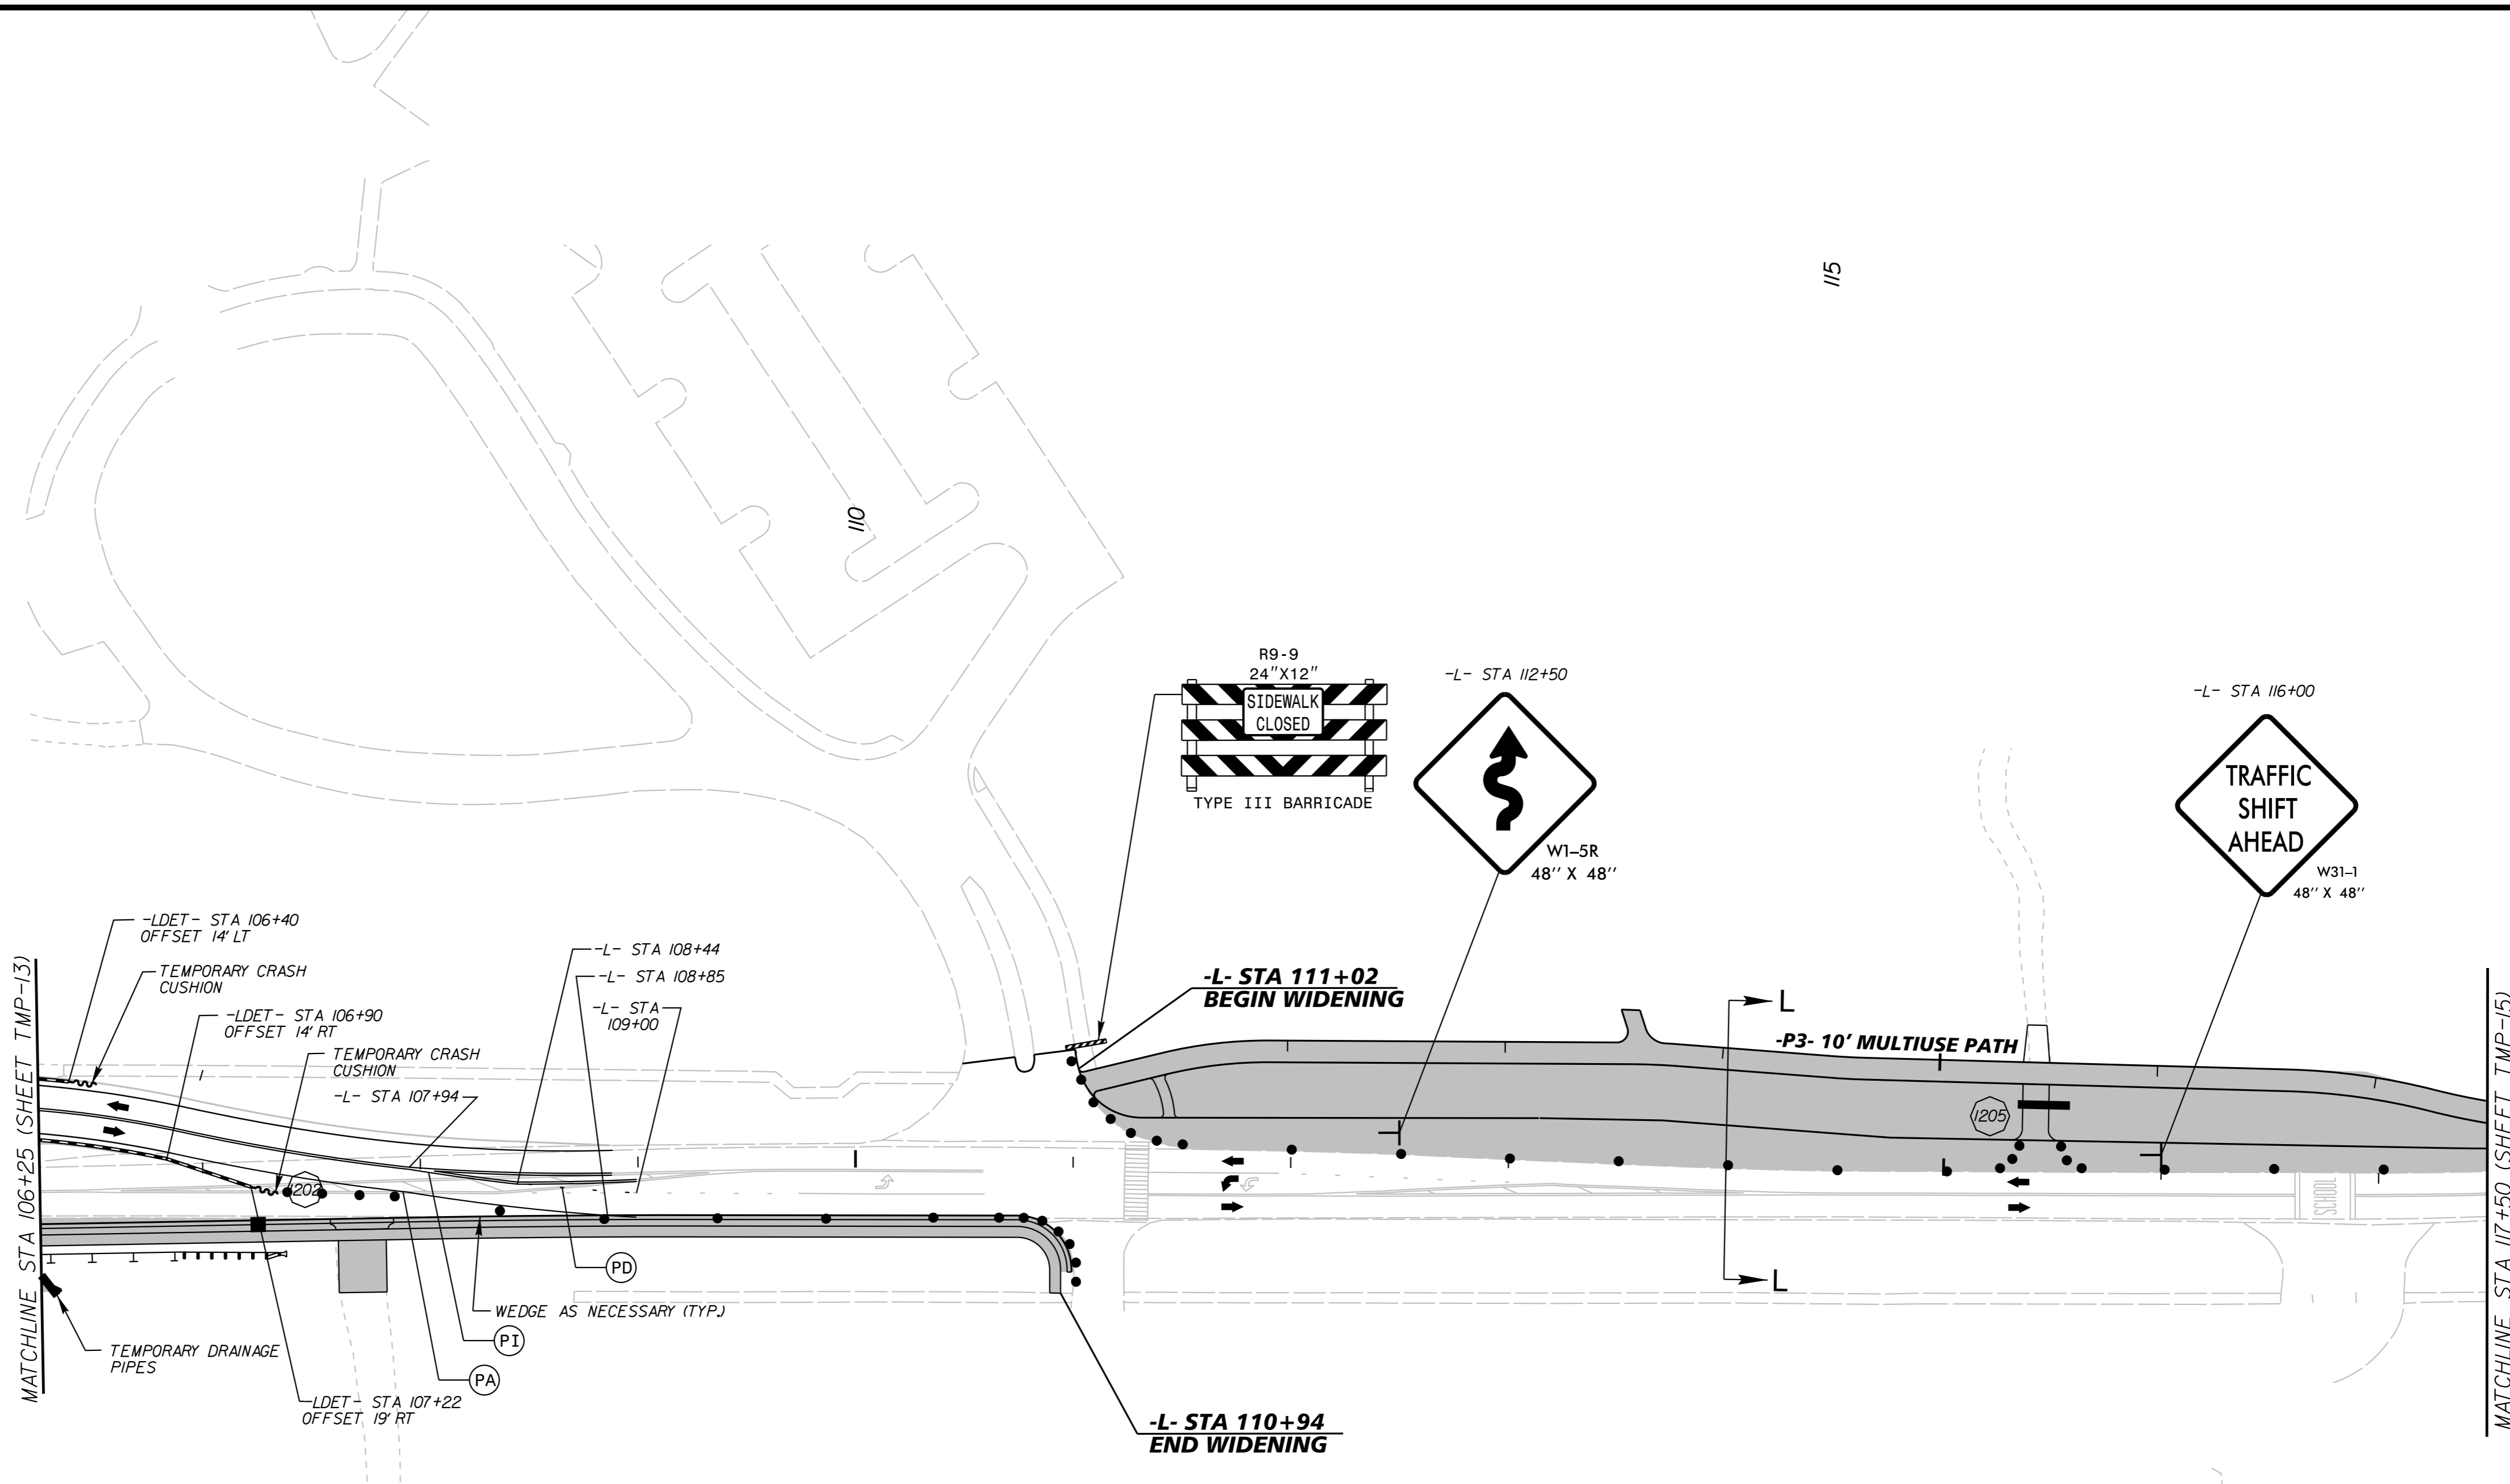 115
110
R9-9
24"X12"
SIDEWALK
CLOSED
TYPE III BARRICADE
-L- STA 112+50
W1-5R
48'' X 48''
-L- STA 116+00
TRAFFIC
SHIFT
AHEAD
W31-1
48'' X 48''
MATCHLINE STA 106+25 (SHEET TMP-13)
-LDET- STA 106+40
OFFSET 14' LT
TEMPORARY CRASH
CUSHION
-LDET- STA 106+90
OFFSET 14' RT
TEMPORARY CRASH
CUSHION
-L- STA 107+94
-L- STA 108+44
-L- STA 108+85
-L- STA
109+00
-L- STA 111+02
BEGIN WIDENING
L
-P3- 10' MULTIUSE PATH
1205
1202
SCHOOL
L
PD
WEDGE AS NECESSARY (TYP.)
PI
PA
TEMPORARY DRAINAGE
PIPES
-LDET- STA 107+22
OFFSET 19' RT
-L- STA 110+94
END WIDENING
MATCHLINE STA 117+50 (SHEET TMP-15)